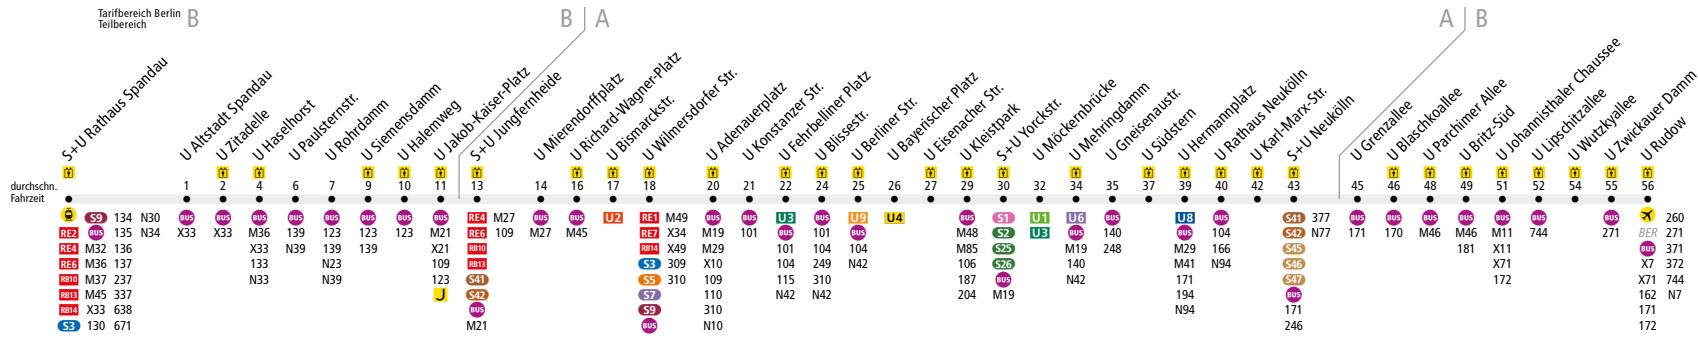 Tarifbereich Berlin
Teilbereich
B
B A
A B
S+U Rathaus Spandau
U Altstadt Spandau
U Zitadelle
U Haselhorst
U Paulsternstr.
U Rohrdamm
U Siemensdamm
U Halemweg
U Jakob-Kaiser-Platz
S+U Jungfernheide
U Mierendorffplatz
U Richard-Wagner-Platz
U Bismarckstr.
U Wilmersdorfer Str.
U Adenauerplatz
U Konstanzer Str.
U Fehrbelliner Platz
U Blissestr.
U Berliner Str.
U Bayerischer Platz
U Eisenacher Str.
U Kleistpark
S+U Yorckstr.
U Möckernbrücke
U Mehringdamm
U Gneisenaustr.
U Südstern
U Hermannplatz
U Rathaus Neukölln
U Karl-Marx-Str.
S+U Neukölln
U Grenzallee
U Blaschkoallee
U Parchimer Allee
U Britz-Süd
U Johannisthaler Chaussee
U Lipschitzallee
U Wutzkyallee
U Zwickauer Damm
U Rudow
durchschn. 1 2 4 6 7 9 10 11 13 14 16 17 18 20 21 22 24 25 26 27 29 30 32 34 35 37 39 40 42 43 45 46 48 49 51 52 54 55 56
Fahrzeit
S9 134 N30 BUS BUS BUS BUS BUS BUS BUS BUS RE4 M27 BUS BUS U2 RE1 M49 BUS BUS U3 BUS U9 U4 BUS S1 U1 U6 BUS U8 BUS S41 377 BUS BUS BUS BUS BUS BUS BUS 260
RE2 BUS 135 N34 X33 X33 M36 139 123 123 123 M21 RE6 109 M27 M45 RE7 X34 M19 101 BUS 101 BUS M48 S2 U3 BUS 140 BUS 104 S42 N77 171 170 M46 M46 M11 744 271 BER 271
RE4 M32 136 X33 N39 139 139 X21 RB10 RB14 X49 M29 101 104 104 M85 S25 M19 248 M29 166 S45 181 X11 BUS 371
RE6 M36 137 133 N23 109 RB13 S3 309 X10 104 249 N42 106 S26 140 M41 N94 S46 X71 X7 372
RB10 M37 237 N33 N39 123 S41 S5 310 109 115 310 187 BUS N42 171 S47 172 X71 744
RB13 M45 337 J S42 S7 110 N42 N42 204 M19 194 BUS 162 N7
RB14 X33 638 BUS S9 310 N94 171 171
S3 130 671 M21 BUS N10 246 172